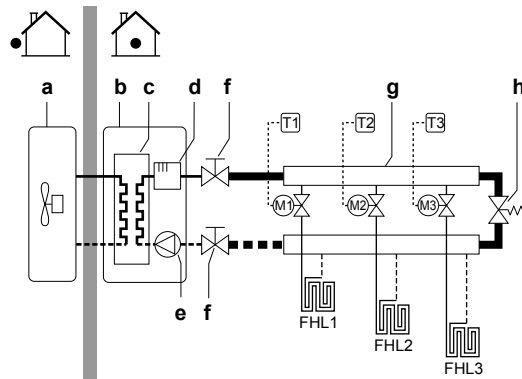 a b c d f g h
T1 T2 T3
M1 M2 M3
e f
FHL1
FHL2
FHL3